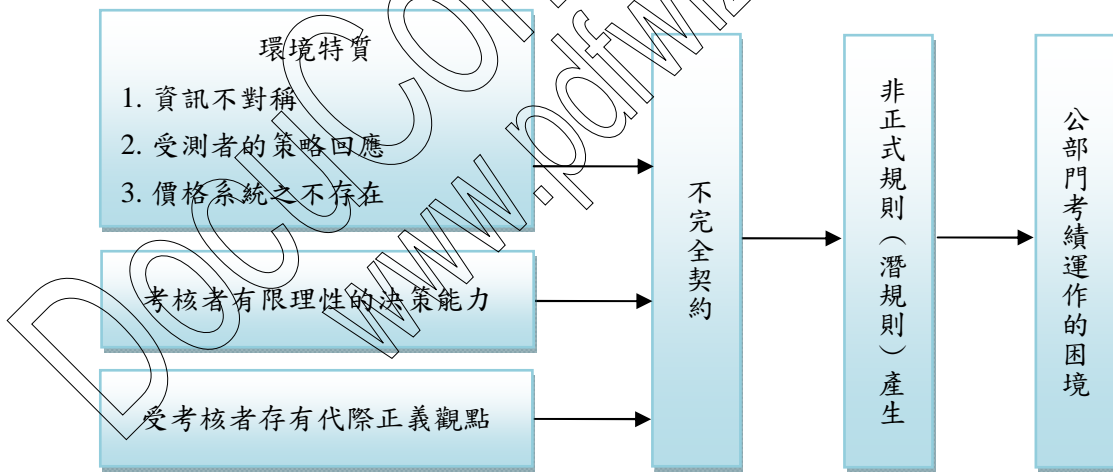 環境特質
1. 資訊不對稱
2. 受測者的策略回應
3. 價格系統之不存在
考核者有限理性的決策能力
受考核者存有代際正義觀點
不完全契約
非正式規則（潛規則）產生
公部門考績運作的困境